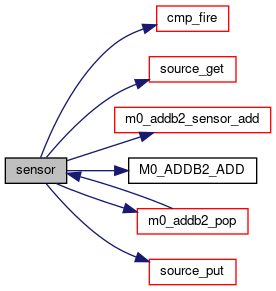 cmp_fire
source_get
m0_addb2_sensor_add
sensor
M0_ADDB2_ADD
m0_addb2_pop
source_put